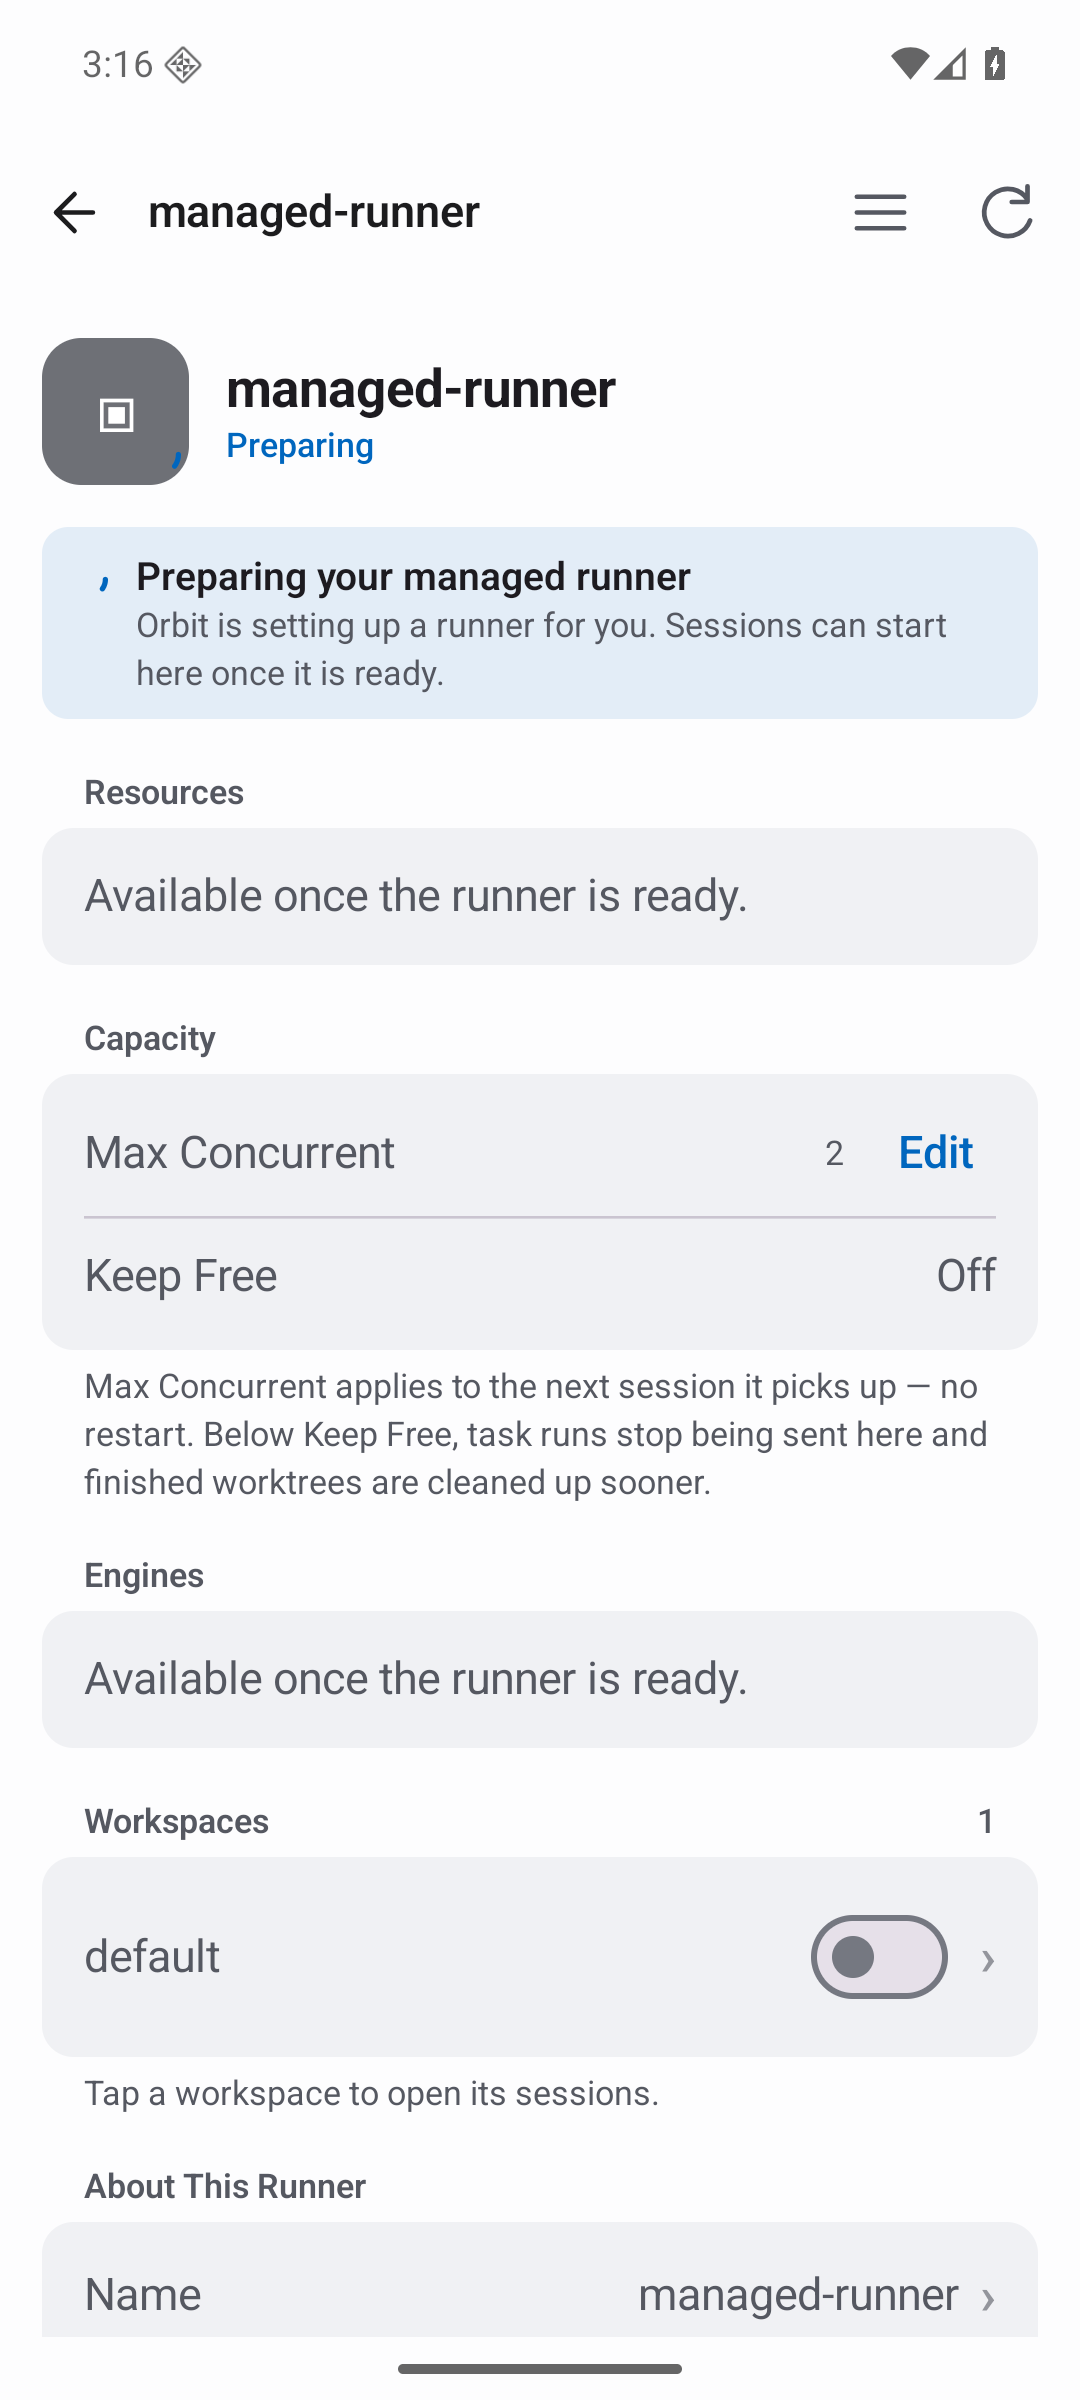 3:16
managed-runner
managed-runner
Preparing
Preparing your managed runner
Orbit is setting up a runner for you. Sessions can start
here once it is ready.
Resources
Available once the runner is ready.
Capacity
Max Concurrent 2 Edit
Keep Free Off
Max Concurrent applies to the next session it picks up — no
restart. Below Keep Free, task runs stop being sent here and
finished worktrees are cleaned up sooner.
Engines
Available once the runner is ready.
Workspaces 1
default
Tap a workspace to open its sessions.
About This Runner
Name managed-runner